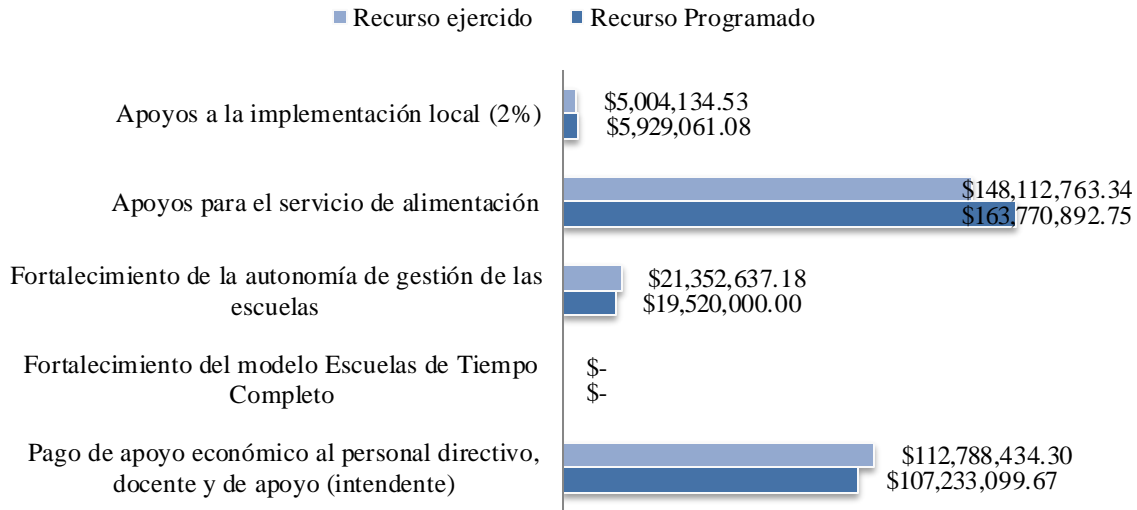 Recurso ejercido Recurso Programado
Apoyos a la implementación local (2%)
$5,004,134.53
$5,929,061.08
Apoyos para el servicio de alimentación
$148,112,763.34
$163,770,892.75
Fortalecimiento de la autonomía de gestión de las
escuelas
$21,352,637.18
$19,520,000.00
Fortalecimiento del modelo Escuelas de Tiempo
Completo
$-
$-
Pago de apoyo económico al personal directivo,
docente y de apoyo (intendente)
$112,788,434.30
$107,233,099.67